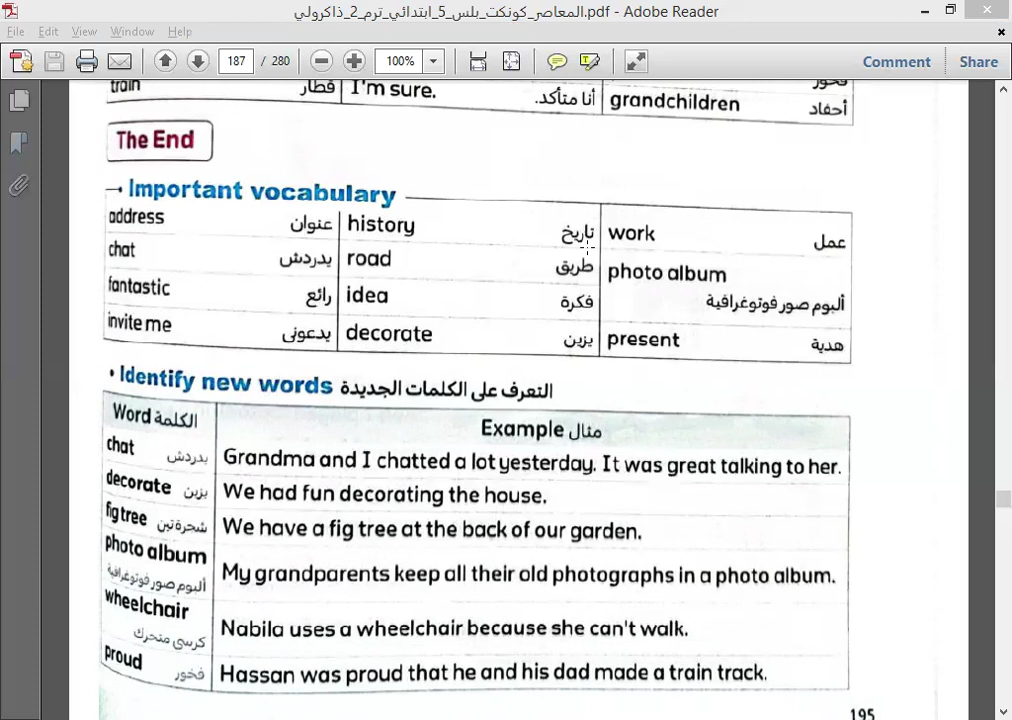 المعاصر_كونكت_بلس_5_ابتدائي_ترم_2_ذاكرولي.pdf - Adobe Reader
File Edit View Window Help
187 / 280 100% Comment Share
train قطار I'm sure. أنا متأكد. grandchildren فخور
أحفاد
The End
• Important vocabulary
address عنوان history تاريخ work عمل
chat يدردش road طريق photo album
ألبوم صور فوتوغرافية
fantastic رائع idea فكرة
invite me يدعونى decorate يزين present هدية
• Identify new words التعرف على الكلمات الجديدة
Word الكلمة Example مثال
chat يدردش Grandma and I chatted a lot yesterday. It was great talking to her.
decorate يزين We had fun decorating the house.
fig tree شجرة تين We have a fig tree at the back of our garden.
photo album ألبوم صور فوتوغرافية My grandparents keep all their old photographs in a photo album.
wheelchair كرسى متحرك Nabila uses a wheelchair because she can't walk.
proud فخور Hassan was proud that he and his dad made a train track.
195